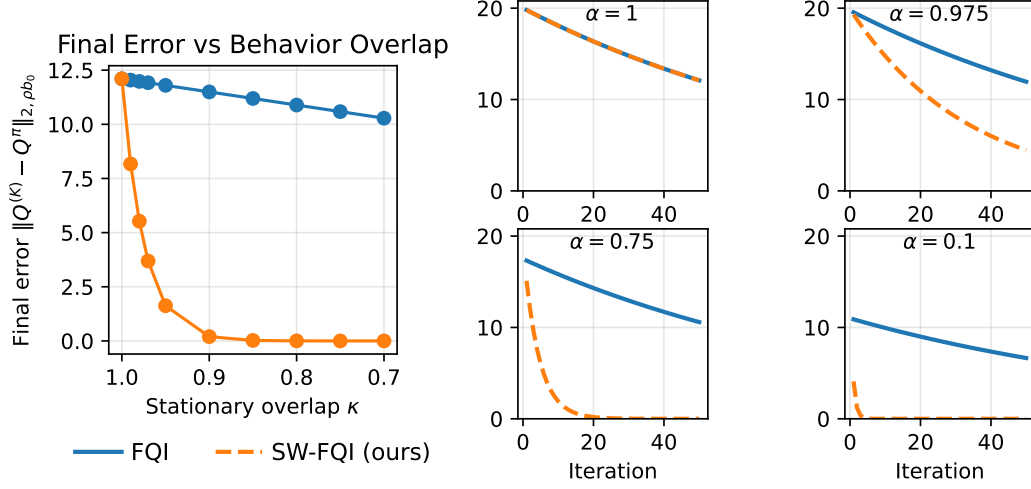 Final Error vs Behavior Overlap
Final error ‖Q^(K) − Q^π‖_2, ρb_0
12.5
10.0
7.5
5.0
2.5
0.0
1.0 0.9 0.8 0.7
Stationary overlap κ
FQI SW-FQI (ours)
α = 1
20
10
0
0 20 40
α = 0.975
20
10
0
0 20 40
α = 0.75
20
10
0
0 20 40
Iteration
α = 0.1
20
10
0
0 20 40
Iteration